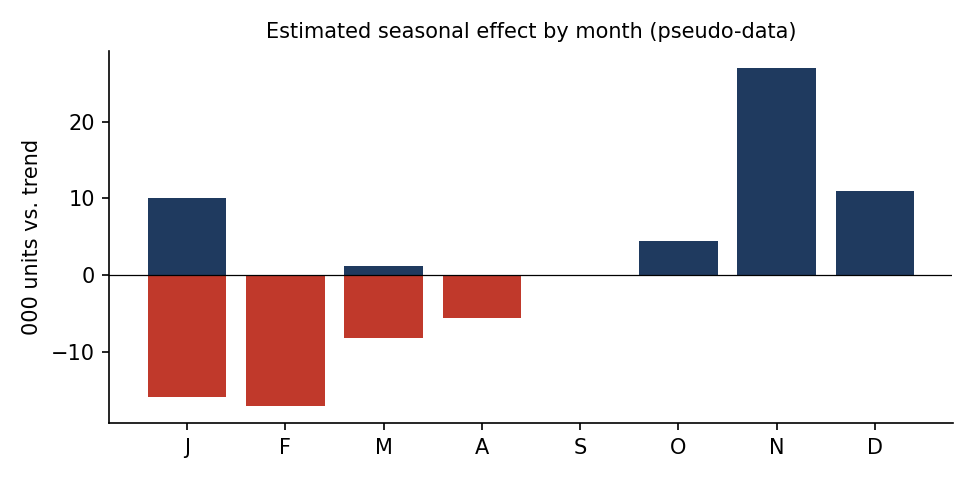 Estimated seasonal effect by month (pseudo-data)
000 units vs. trend
20
10
0
−10
J F M A S O N D